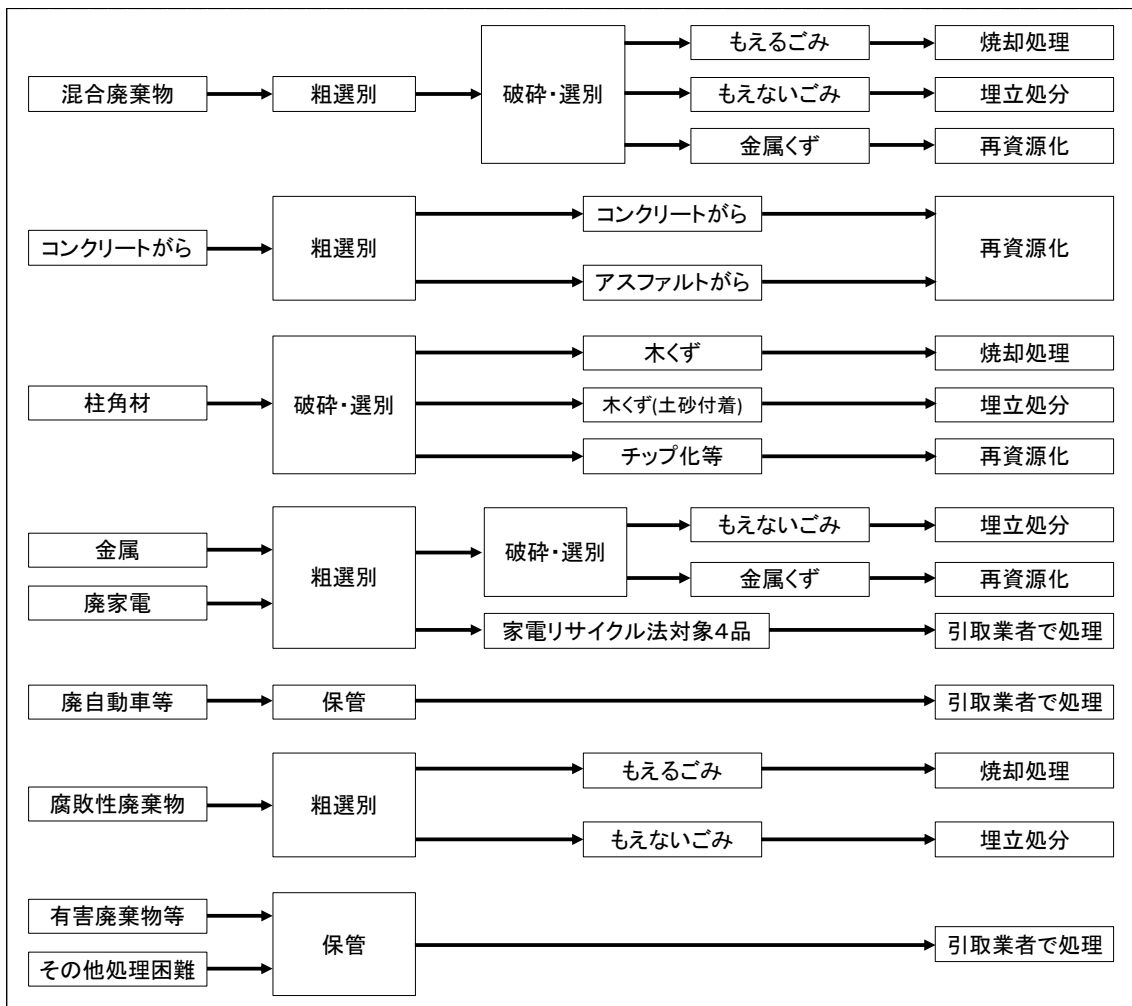 混合廃棄物
粗選別
破砕・選別
もえるごみ
焼却処理
もえないごみ
埋立処分
金属くず
再資源化
コンクリートがら
粗選別
コンクリートがら
アスファルトがら
再資源化
柱角材
破砕・選別
木くず
焼却処理
木くず(土砂付着)
埋立処分
チップ化等
再資源化
金属
廃家電
粗選別
破砕・選別
もえないごみ
埋立処分
金属くず
再資源化
家電リサイクル法対象4品
引取業者で処理
廃自動車等
保管
引取業者で処理
腐敗性廃棄物
粗選別
もえるごみ
焼却処理
もえないごみ
埋立処分
有害廃棄物等
その他処理困難
保管
引取業者で処理